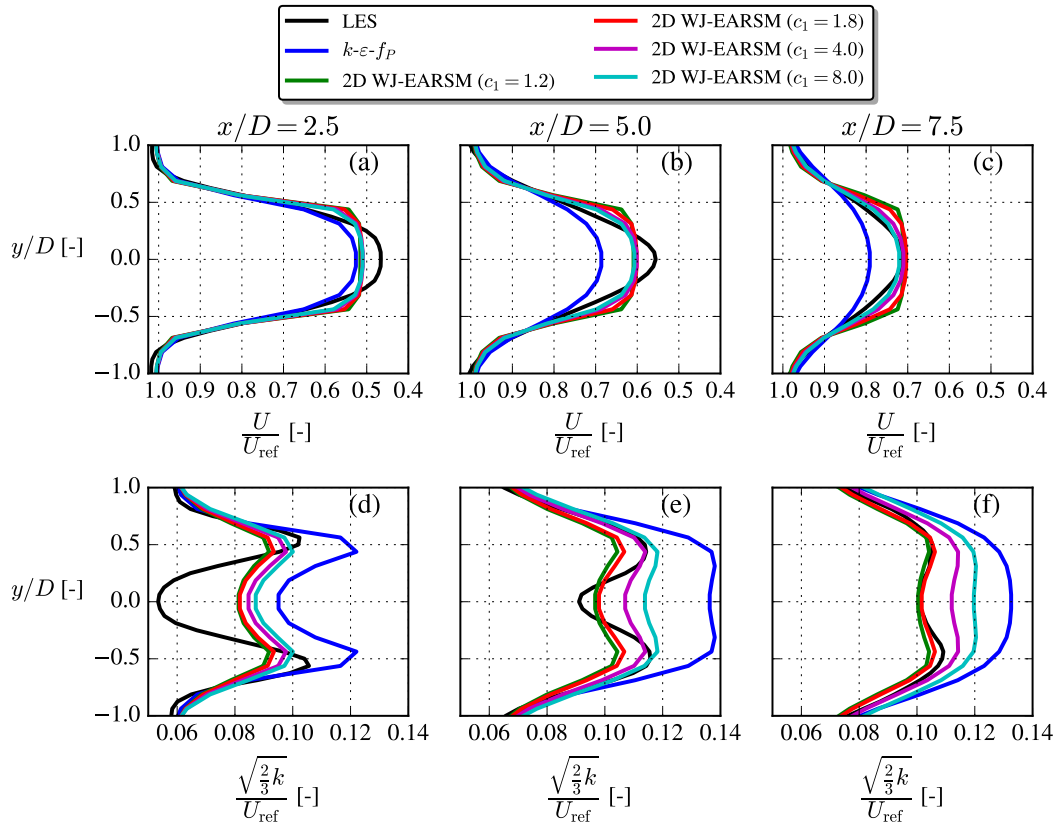 LES
k-ε-f_P
2D WJ-EARSM (c₁ = 1.2)
2D WJ-EARSM (c₁ = 1.8)
2D WJ-EARSM (c₁ = 4.0)
2D WJ-EARSM (c₁ = 8.0)
x/D = 2.5 x/D = 5.0 x/D = 7.5
(a) (b) (c)
y/D [-]
1.0
0.5
0.0
−0.5
−1.0
1.0 0.9 0.8 0.7 0.6 0.5 0.4 1.0 0.9 0.8 0.7 0.6 0.5 0.4 1.0 0.9 0.8 0.7 0.6 0.5 0.4
U/U_ref [-] U/U_ref [-] U/U_ref [-]
(d) (e) (f)
y/D [-]
1.0
0.5
0.0
−0.5
−1.0
0.06 0.08 0.10 0.12 0.14 0.06 0.08 0.10 0.12 0.14 0.06 0.08 0.10 0.12 0.14
√(2/3 k)/U_ref [-] √(2/3 k)/U_ref [-] √(2/3 k)/U_ref [-]